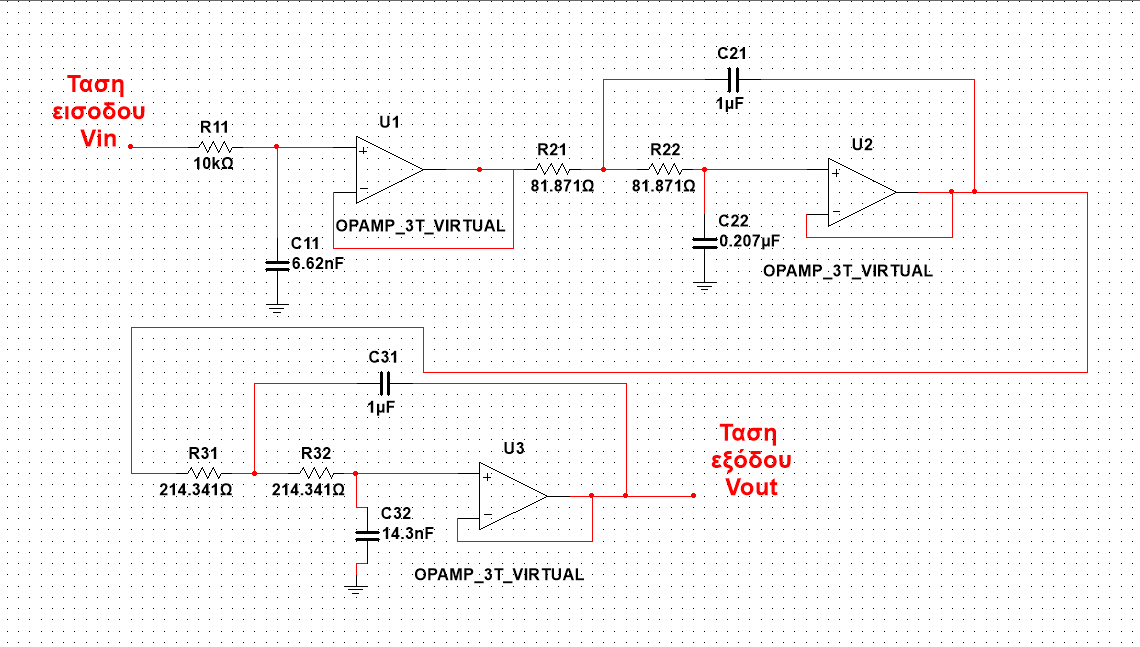 Ταση
εισοδου
Vin
R11
10kΩ
C11
6.62nF
U1
+
−
OPAMP_3T_VIRTUAL
R21
81.871Ω
R22
81.871Ω
C21
1µF
C22
0.207µF
U2
+
−
OPAMP_3T_VIRTUAL
R31
214.341Ω
R32
214.341Ω
C31
1µF
C32
14.3nF
U3
+
−
OPAMP_3T_VIRTUAL
Ταση
εξόδου
Vout